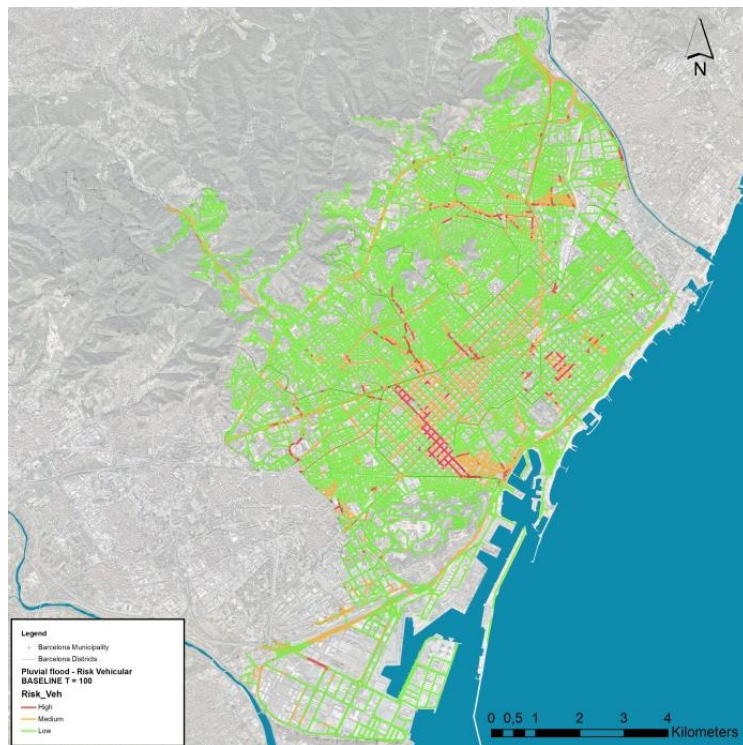 N
Legend
Barcelona Municipality
Barcelona Districts
Pluvial flood - Risk Vehicular
BASELINE T = 100
Risk_Veh
High
Medium
Low
0 0,5 1 2 3 4
Kilometers